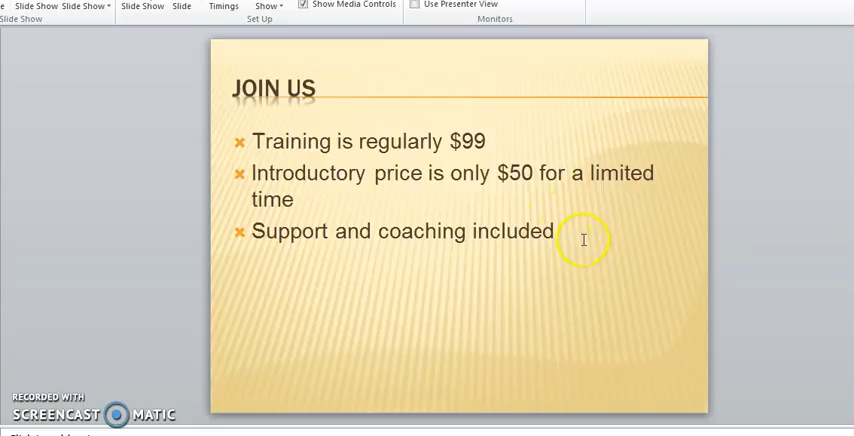 Slide Show Slide Show Show Slide Timings Show Show Media Controls Use Presenter View
Slide Show Set Up Monitors
JOIN US
Training is regularly $99
Introductory price is only $50 for a limited
time
Support and coaching included
RECORDED WITH
SCREENCAST MATIC